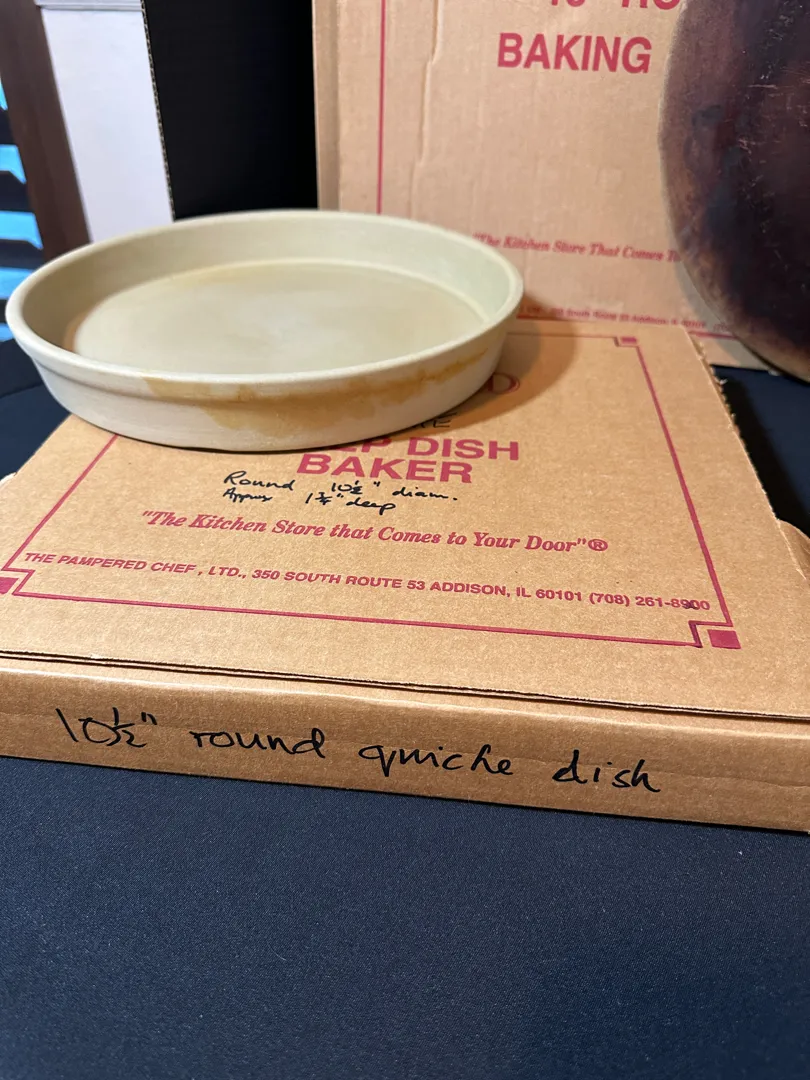 BAKING
"The Kitchen Store That Comes To
DISH
BAKER
Round 10½" diam.
Approx 1¾" deep
"The Kitchen Store that Comes to Your Door"®
THE PAMPERED CHEF, LTD., 350 SOUTH ROUTE 53 ADDISON, IL 60101 (708) 261-8900
10½" round quiche dish